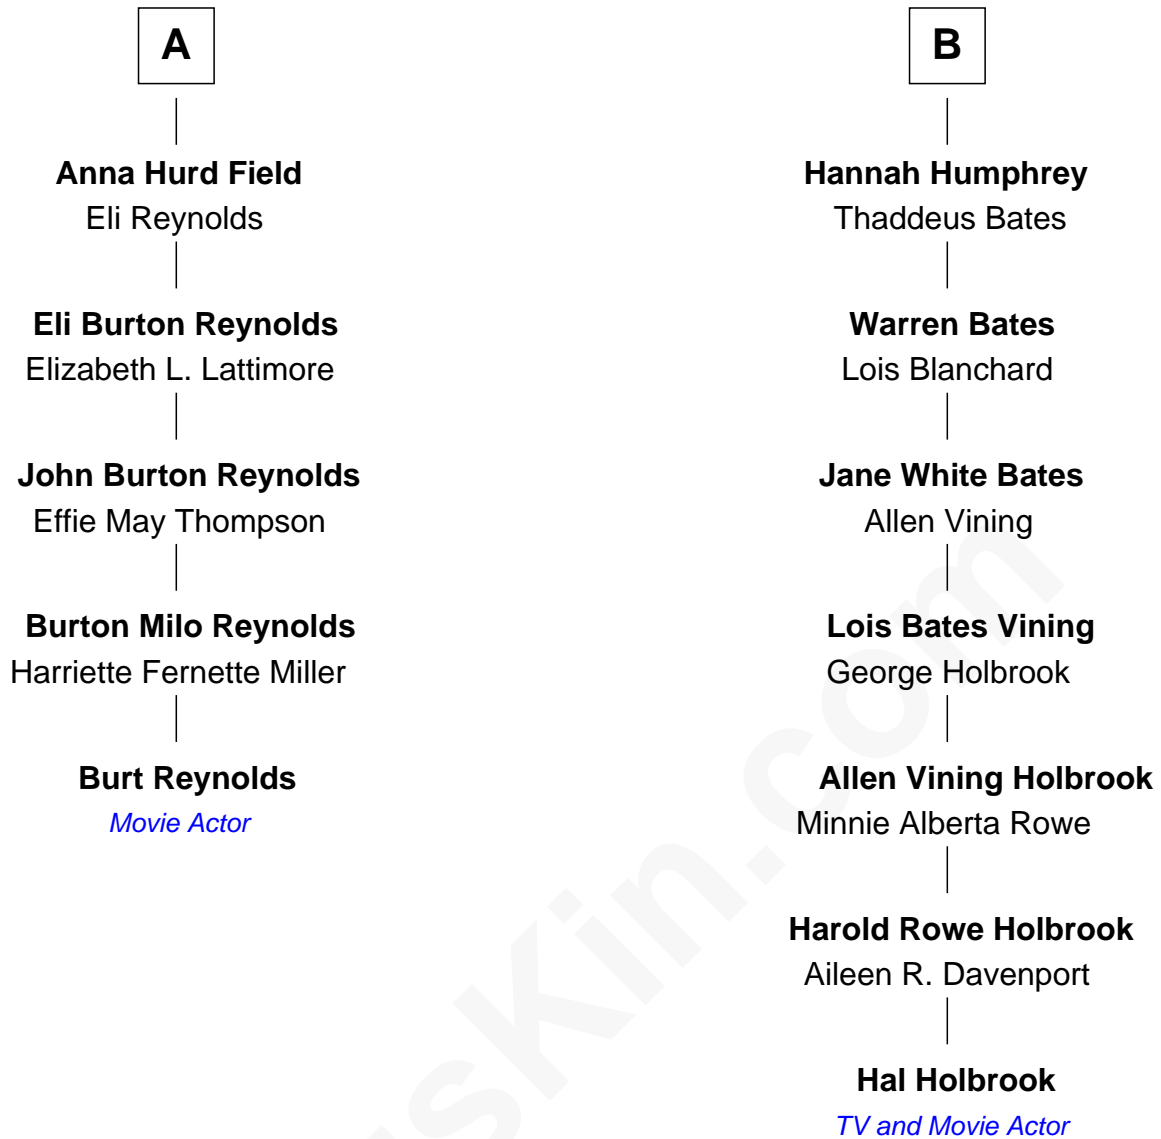 A
Anna Hurd Field
Eli Reynolds
Eli Burton Reynolds
Elizabeth L. Lattimore
John Burton Reynolds
Effie May Thompson
Burton Milo Reynolds
Harriette Fernette Miller
Burt Reynolds
Movie Actor
B
Hannah Humphrey
Thaddeus Bates
Warren Bates
Lois Blanchard
Jane White Bates
Allen Vining
Lois Bates Vining
George Holbrook
Allen Vining Holbrook
Minnie Alberta Rowe
Harold Rowe Holbrook
Aileen R. Davenport
Hal Holbrook
TV and Movie Actor
sKin.com